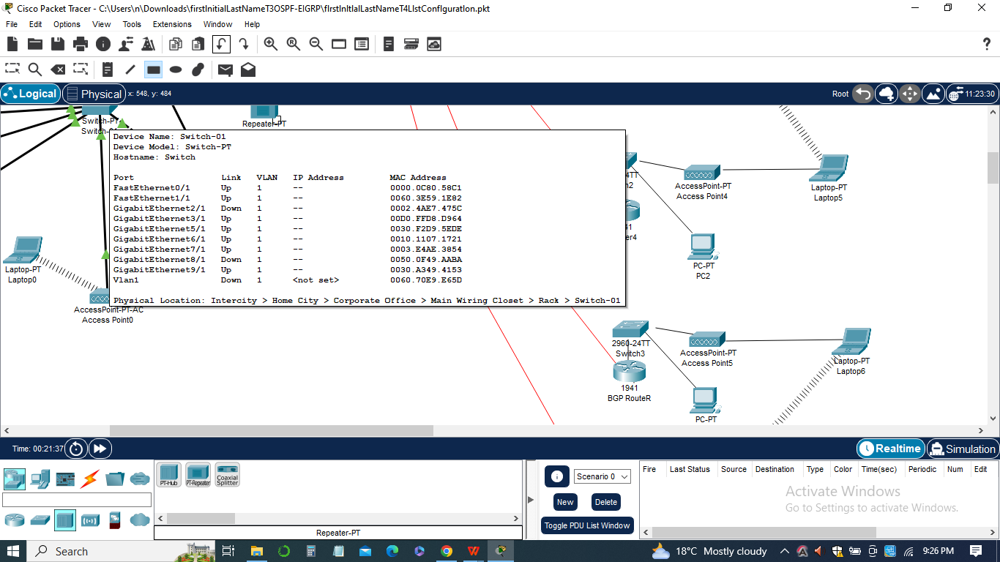 Cisco Packet Tracer - C:\Users\n\Downloads\firstInitialLastNameT3OSPF-EIGRP\fIrstInItIalLastNameT4LIstConfIguratIon.pkt
File Edit Options View Tools Extensions Window Help
Logical Physical x: 548, y: 484 Root 11:23:30
Switch-PT
Repeater-PT
Device Name: Switch-01
Device Model: Switch-PT
Hostname: Switch
Port Link VLAN IP Address MAC Address
FastEthernet0/1 Up 1 -- 0000.0C80.58C1
FastEthernet1/1 Up 1 -- 0060.3E59.1E82
GigabitEthernet2/1 Down 1 -- 0002.4AE7.475C
GigabitEthernet3/1 Up 1 -- 00D0.FFD8.D964
GigabitEthernet5/1 Up 1 -- 0030.F2D9.5EDE
GigabitEthernet6/1 Up 1 -- 0010.1107.1721
GigabitEthernet7/1 Up 1 -- 0003.E4AE.3854
GigabitEthernet8/1 Down 1 -- 0050.0F49.AABA
GigabitEthernet9/1 Up 1 -- 0030.A349.4153
Vlan1 Down 1 <not set> 0060.70E9.E65D
Physical Location: Intercity > Home City > Corporate Office > Main Wiring Closet > Rack > Switch-01
AccessPoint-PT
Access Point4
Laptop-PT
Laptop5
PC-PT
PC2
Laptop-PT
Laptop0
AccessPoint-PT-AC
Access Point0
2960-24TT
Switch3
AccessPoint-PT
Access Point5
Laptop-PT
Laptop6
1941
BGP RouteR
PC-PT
Time: 00:21:37 Realtime Simulation
PT-Hub PT-Repeater Coaxial Splitter
Repeater-PT
Scenario 0
New Delete
Toggle PDU List Window
Fire Last Status Source Destination Type Color Time(sec) Periodic Num Edit
Activate Windows
Go to Settings to activate Windows.
Search 18°C Mostly cloudy 9:26 PM